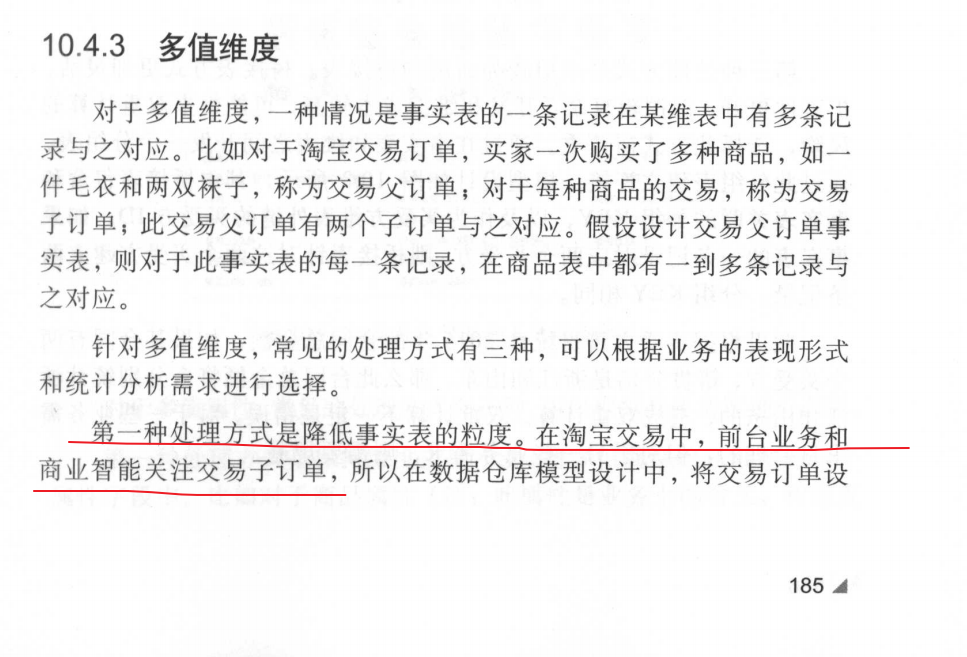 10.4.3 多值维度
对于多值维度，一种情况是事实表的一条记录在某维表中有多条记
录与之对应。比如对于淘宝交易订单，买家一次购买了多种商品，如一
件毛衣和两双袜子，称为交易父订单；对于每种商品的交易，称为交易
子订单；此交易父订单有两个子订单与之对应。假设设计交易父订单事
实表，则对于此事实表的每一条记录，在商品表中都有一到多条记录与
之对应。
针对多值维度，常见的处理方式有三种，可以根据业务的表现形式
和统计分析需求进行选择。
第一种处理方式是降低事实表的粒度。在淘宝交易中，前台业务和
商业智能关注交易子订单，所以在数据仓库模型设计中，将交易订单设
185